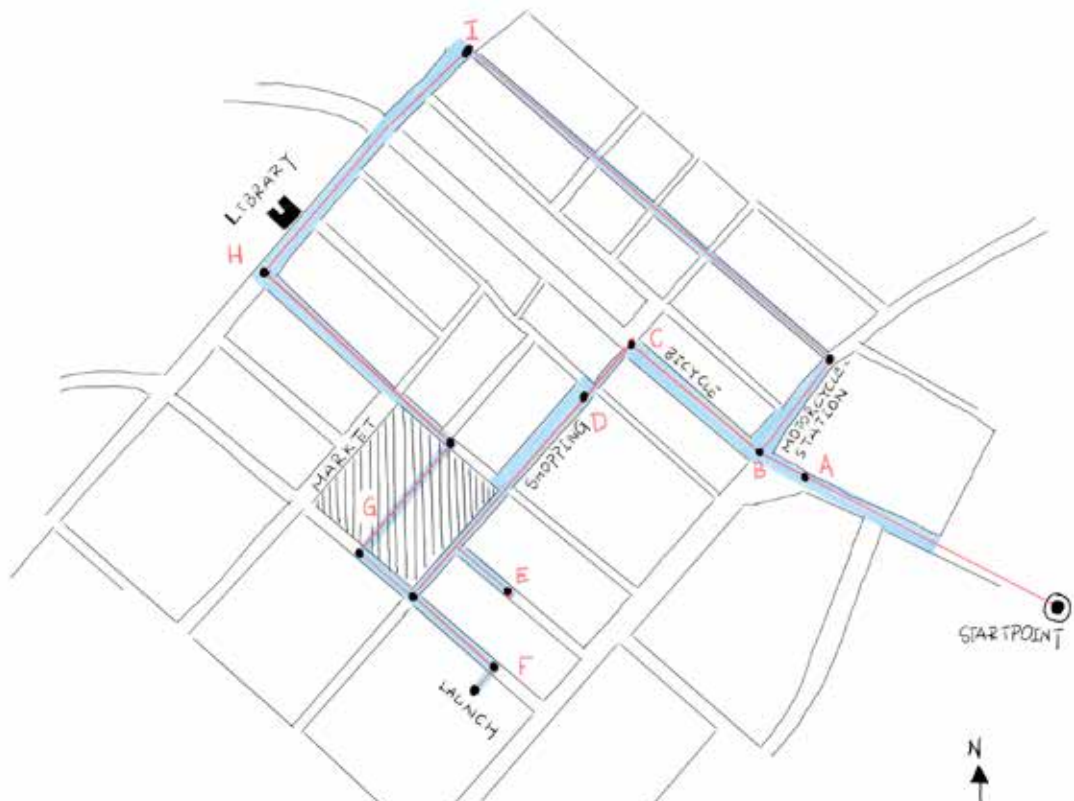 I
LIBRARY
H
C
BICYCLE-
MOTORCYCLE-
STATION
D
SHOPPING
MARKET
B
A
G
E
STARTPOINT
F
LAUNCH
N